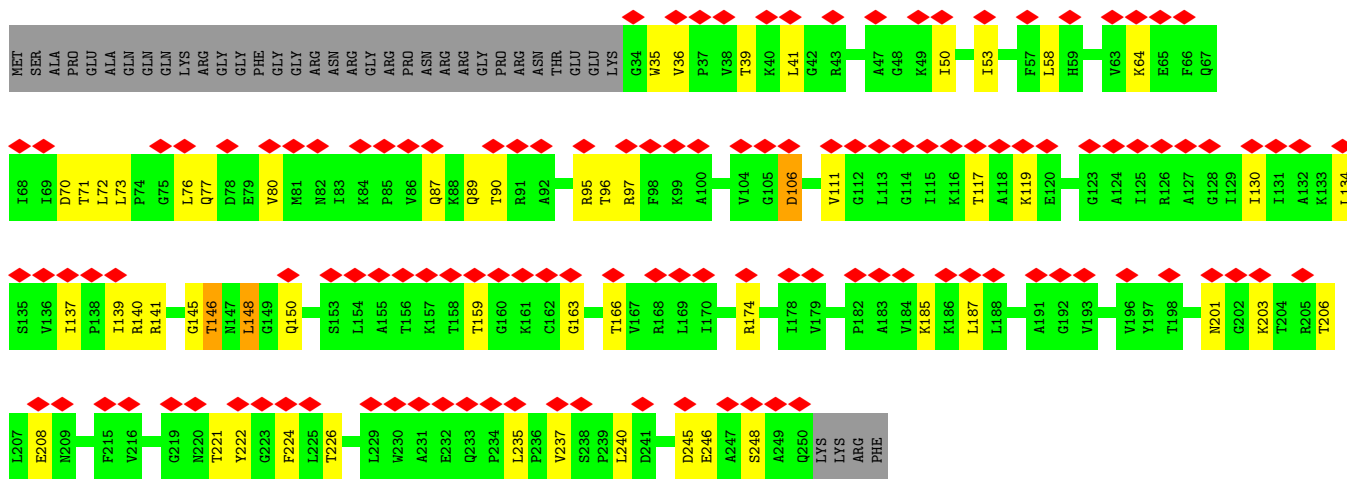 MET SER ALA PRO GLU ALA GLN GLN GLN LYS ARG GLY GLY PHE GLY GLY ARG ASN ARG GLY ARG PRO ASN ARG ARG GLY PRO ARG ASN THR GLU GLU LYS G34 W35 V36 P37 V38 T39 K40 L41 G42 R43 A47 G48 K49 I50 I53 F57 L58 H59 V63 K64 E65 F66 Q67
I68 I69 D70 T71 L72 L73 P74 G75 L76 Q77 D78 E79 V80 M81 N82 I83 K84 P85 V86 Q87 K88 Q89 T90 R91 A92 R95 T96 R97 F98 K99 A100 V104 G105 D106 V111 G112 L113 G114 I115 K116 T117 A118 K119 E120 G123 A124 I125 R126 A127 G128 I129 I130 I131 A132 K133 L134
S135 V136 I137 P138 I139 R140 R141 G145 T146 N147 L148 G149 Q150 S153 L154 A155 T156 K157 T158 T159 G160 K161 C162 G163 T166 V167 R168 L169 I170 R174 I178 V179 P182 A183 V184 K185 K186 L187 L188 A191 G192 V193 V196 Y197 T198 N201 G202 K203 T204 R205 T206
L207 E208 N209 F215 V216 G219 N220 T221 Y222 G223 F224 L225 T226 L229 W230 A231 E232 Q233 P234 L235 P236 V237 S238 P239 L240 D241 D245 E246 A247 S248 A249 Q250 LYS LYS ARG PHE